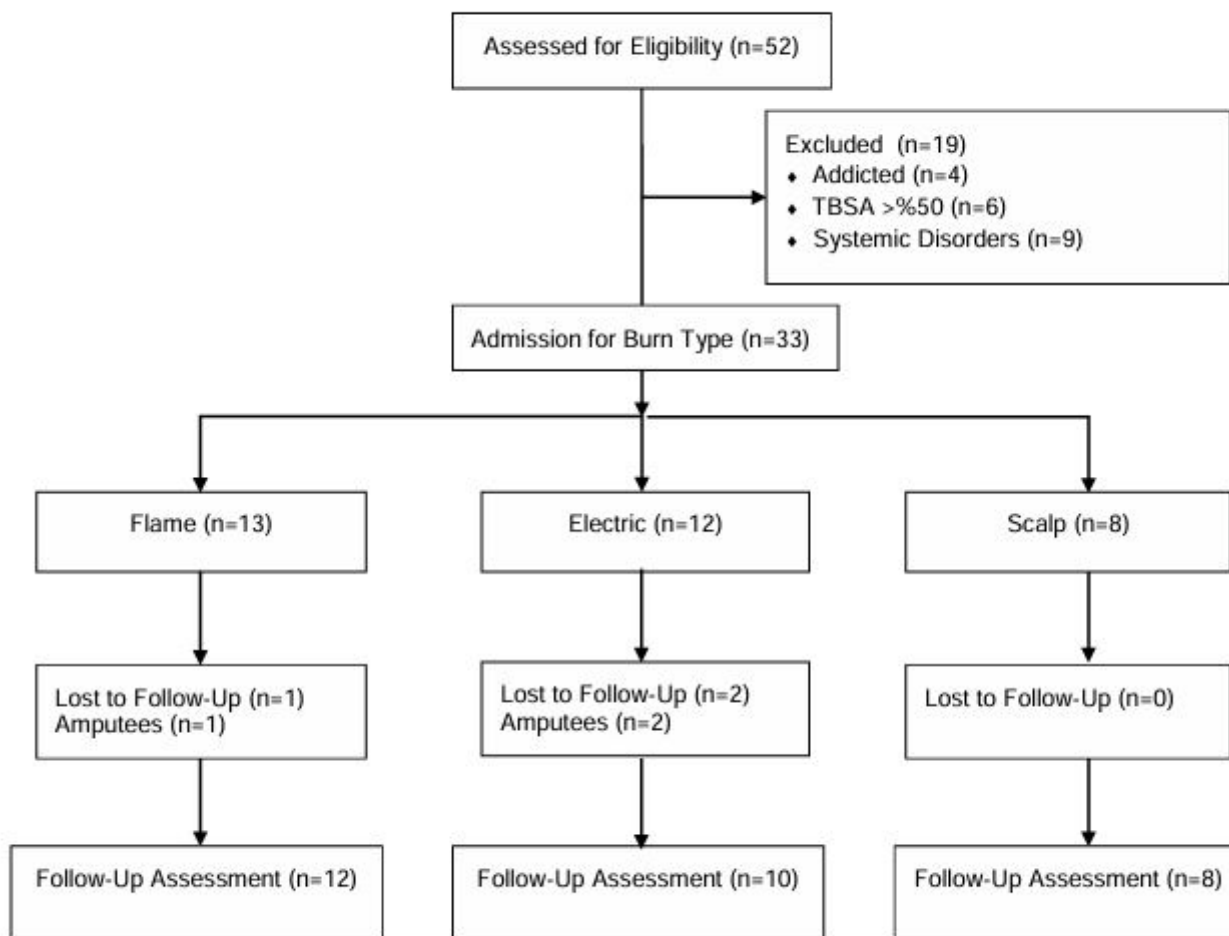 Assessed for Eligibility (n=52)
Excluded (n=19)
♦ Addicted (n=4)
♦ TBSA >%50 (n=6)
♦ Systemic Disorders (n=9)
Admission for Burn Type (n=33)
Flame (n=13)
Electric (n=12)
Scalp (n=8)
Lost to Follow-Up (n=1)
Amputees (n=1)
Lost to Follow-Up (n=2)
Amputees (n=2)
Lost to Follow-Up (n=0)
Follow-Up Assessment (n=12)
Follow-Up Assessment (n=10)
Follow-Up Assessment (n=8)